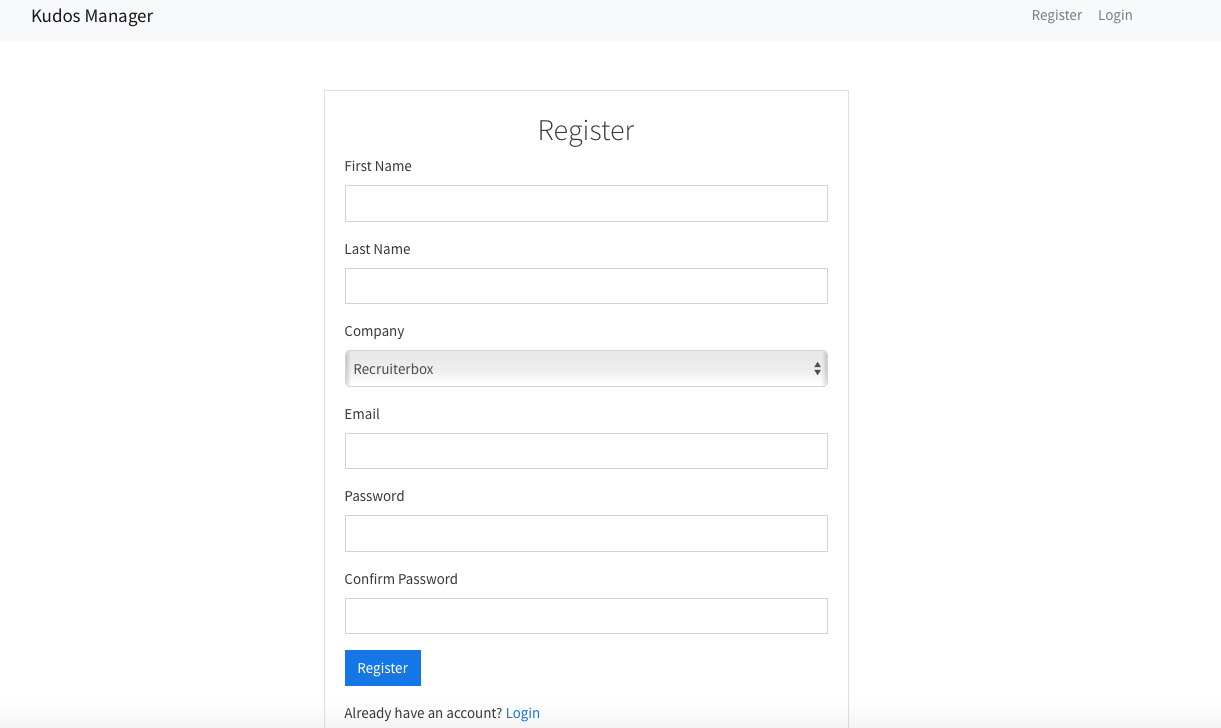 Kudos Manager Register Login
Register
First Name
Last Name
Company
Recruiterbox
Email
Password
Confirm Password
Register
Already have an account? Login